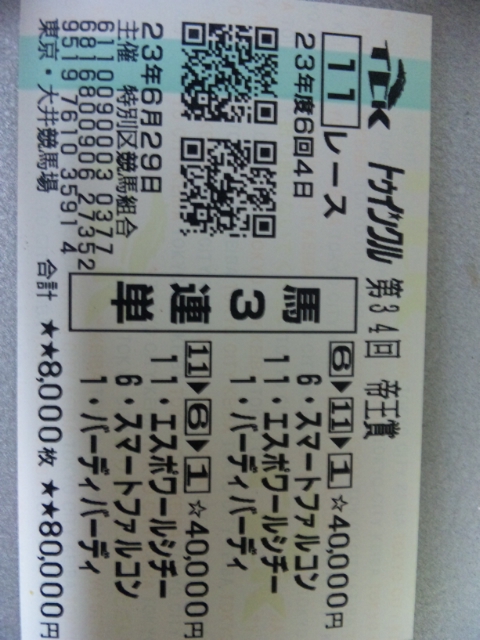 TCK トゥインクル 第34回 帝王賞
11 レース
23年度6回4日
馬3連単
6▶11▶1 ☆40,000円
6・スマートファルコン
11・エスポワールシチー
1・バーディバーディ
11▶6▶1 ☆40,000円
11・エスポワールシチー
6・スマートファルコン
1・バーディバーディ
23年6月29日
主催 特別区競馬組合
6110090003 0377
6816800906 27352
9519 7610 35914
東京・大井競馬場
合計 ★★8,000枚 ★★80,000円